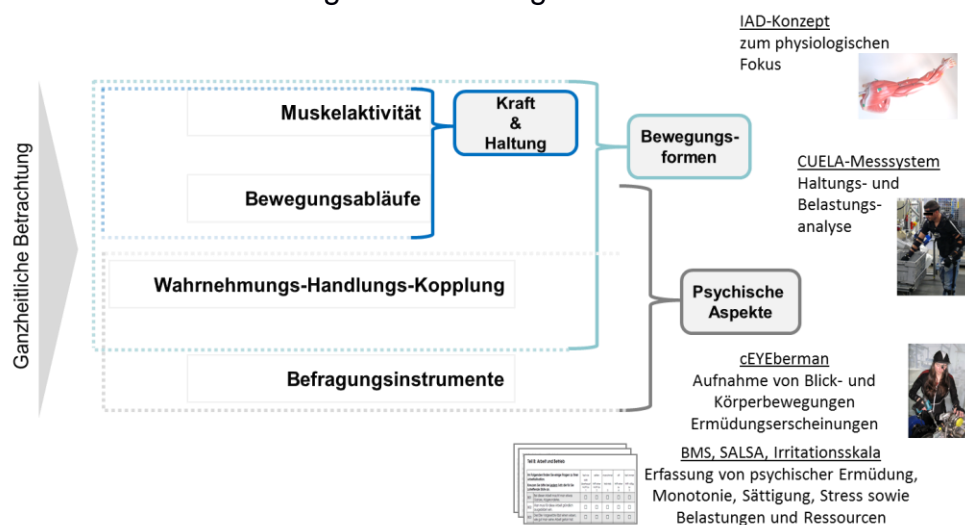 IAD-Konzept
zum physiologischen
Fokus
Ganzheitliche Betrachtung
Muskelaktivität
Kraft
&
Haltung
Bewegungs-
formen
CUELA-Messsystem
Haltungs- und
Belastungs-
analyse
Bewegungsabläufe
Wahrnehmungs-Handlungs-Kopplung
Psychische
Aspekte
Befragungsinstrumente
cEYEberman
Aufnahme von Blick- und
Körperbewegungen
Ermüdungserscheinungen
BMS, SALSA, Irritationsskala
Erfassung von psychischer Ermüdung,
Monotonie, Sättigung, Stress sowie
Belastungen und Ressourcen